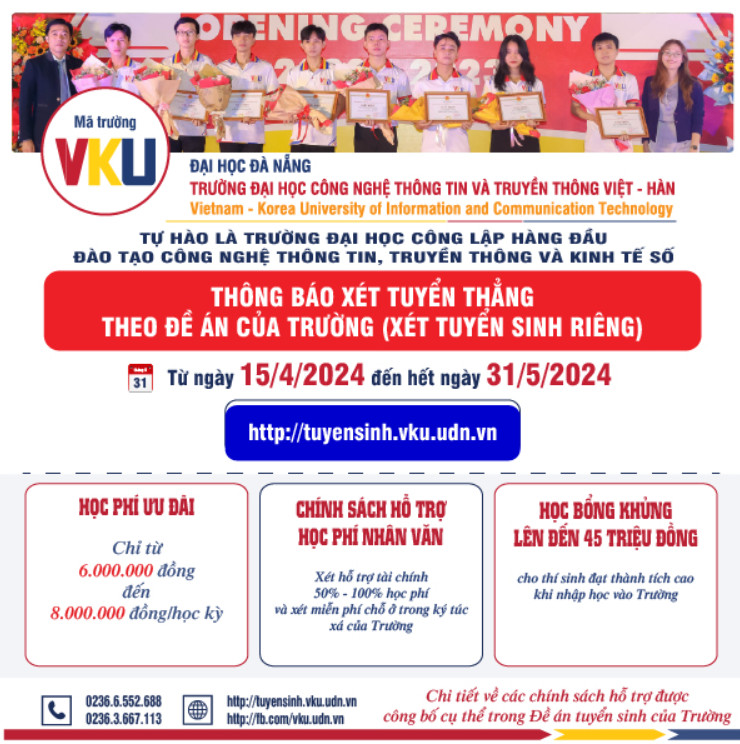 OPENING CEREMONY
Mã trường
VKU
ĐẠI HỌC ĐÀ NẴNG
TRƯỜNG ĐẠI HỌC CÔNG NGHỆ THÔNG TIN VÀ TRUYỀN THÔNG VIỆT - HÀN
Vietnam - Korea University of Information and Communication Technology
TỰ HÀO LÀ TRƯỜNG ĐẠI HỌC CÔNG LẬP HÀNG ĐẦU
ĐÀO TẠO CÔNG NGHỆ THÔNG TIN, TRUYỀN THÔNG VÀ KINH TẾ SỐ
THÔNG BÁO XÉT TUYỂN THẲNG
THEO ĐỀ ÁN CỦA TRƯỜNG (XÉT TUYỂN SINH RIÊNG)
31
Từ ngày 15/4/2024 đến hết ngày 31/5/2024
http://tuyensinh.vku.udn.vn
HỌC PHÍ ƯU ĐÃI
Chỉ từ
6.000.000 đồng
đến
8.000.000 đồng/học kỳ
CHÍNH SÁCH HỖ TRỢ
HỌC PHÍ NHÂN VĂN
Xét hỗ trợ tài chính
50% - 100% học phí
và xét miễn phí chỗ ở trong ký túc
xá của Trường
HỌC BỔNG KHỦNG
LÊN ĐẾN 45 TRIỆU ĐỒNG
cho thí sinh đạt thành tích cao
khi nhập học vào Trường
0236.6.552.688
0236.3.667.113
http://tuyensinh.vku.udn.vn
http://fb.com/vku.udn.vn
Chi tiết về các chính sách hỗ trợ được
công bố cụ thể trong Đề án tuyển sinh của Trường